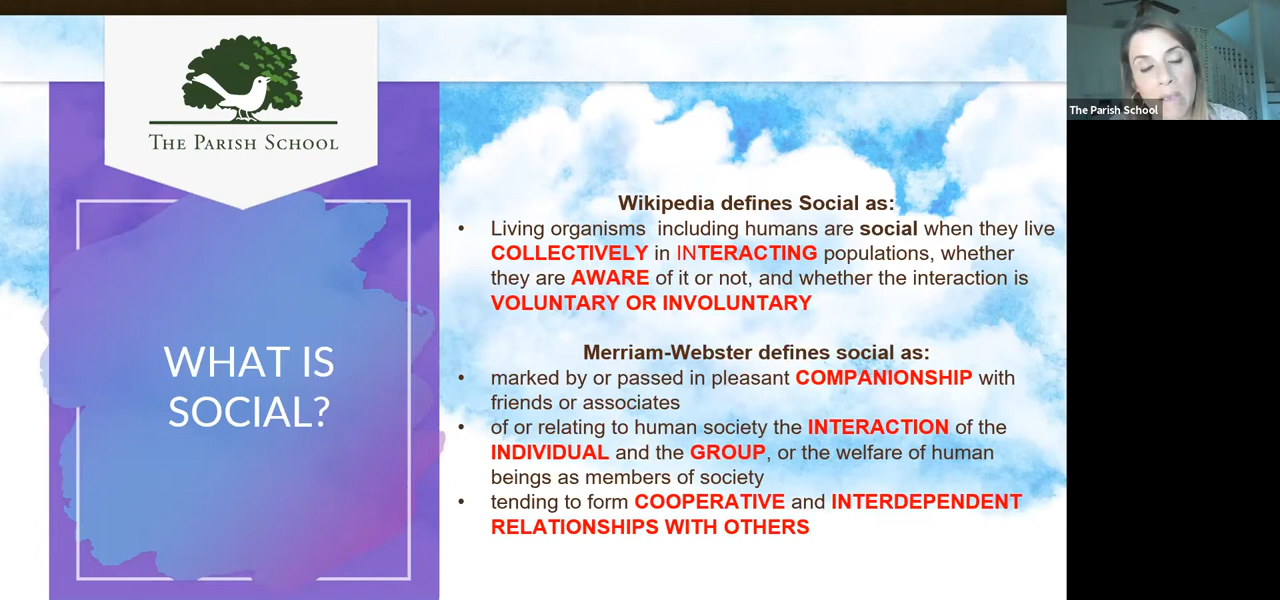 THE PARISH SCHOOL
WHAT IS
SOCIAL?
Wikipedia defines Social as:
• Living organisms including humans are social when they live
COLLECTIVELY in INTERACTING populations, whether
they are AWARE of it or not, and whether the interaction is
VOLUNTARY OR INVOLUNTARY
Merriam-Webster defines social as:
• marked by or passed in pleasant COMPANIONSHIP with
friends or associates
• of or relating to human society the INTERACTION of the
INDIVIDUAL and the GROUP, or the welfare of human
beings as members of society
• tending to form COOPERATIVE and INTERDEPENDENT
RELATIONSHIPS WITH OTHERS
The Parish School